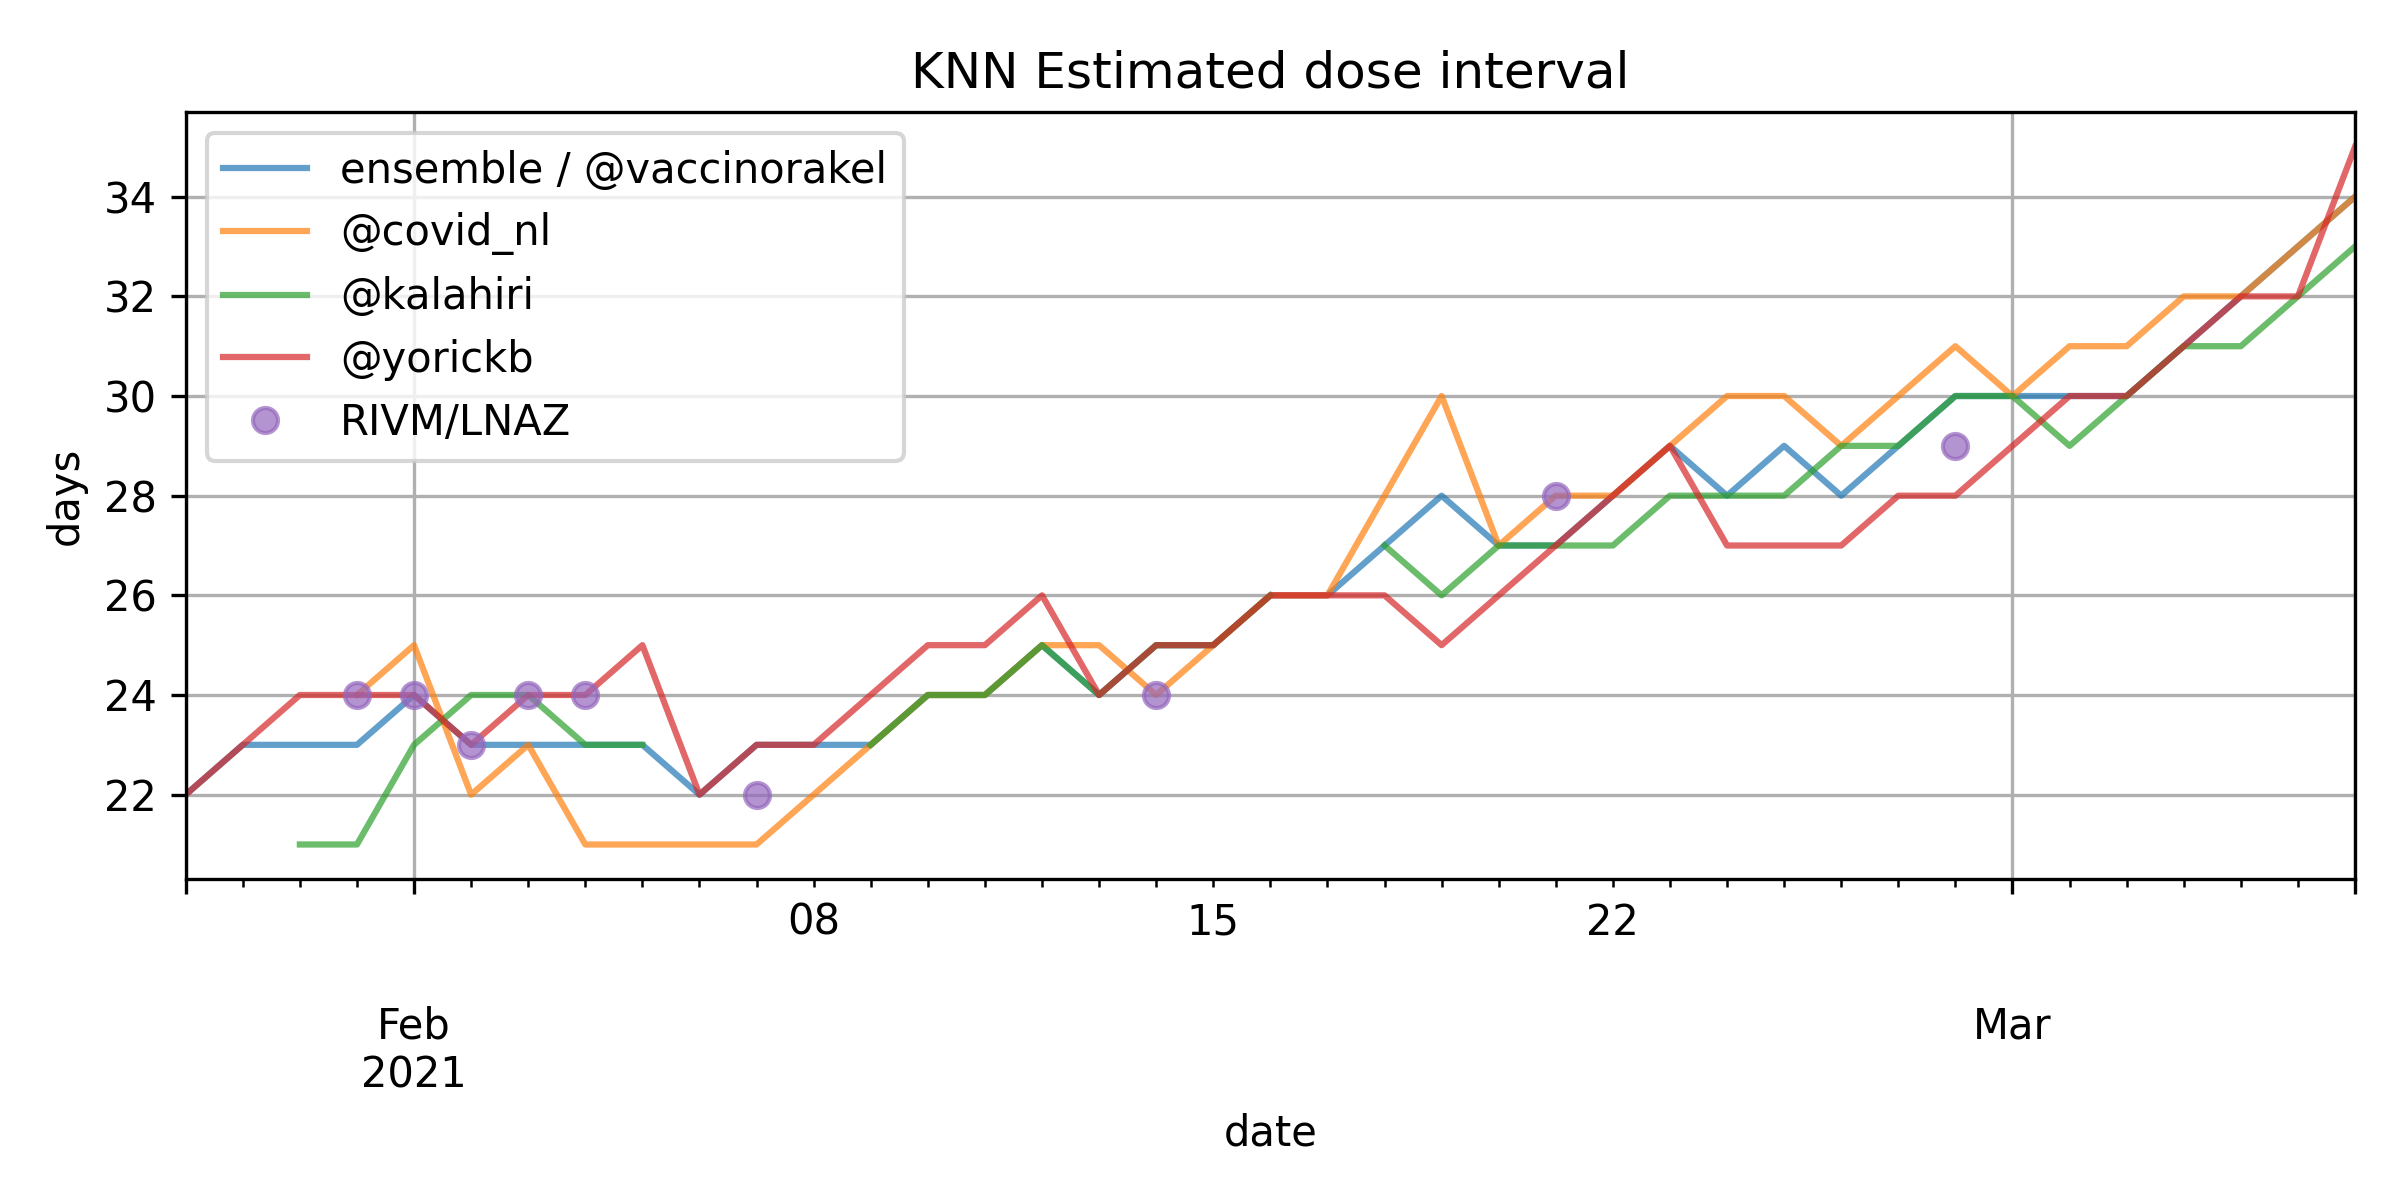 KNN Estimated dose interval
ensemble / @vaccinorakel
@covid_nl
@kalahiri
@yorickb
RIVM/LNAZ
days
34
32
30
28
26
24
22
08
15
22
Feb
2021
Mar
date